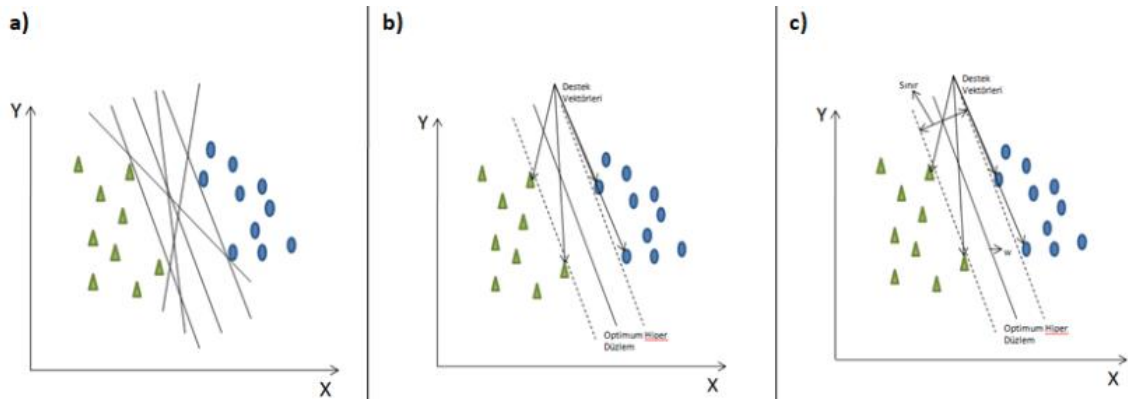 a)
Y
X
b)
Destek
Vektörleri
Y
Optimum Hiper
Düzlem
X
c)
Sınır
Destek
Vektörleri
Y
w
Optimum Hiper
Düzlem
X